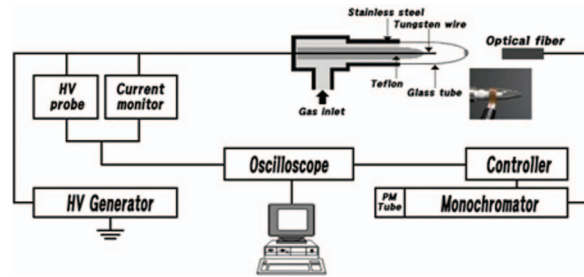 Stainless steel
Tungsten wire
Optical fiber
HV
probe
Current
monitor
Teflon
Glass tube
Gas inlet
Oscilloscope
Controller
HV Generator
PM
Tube
Monochromator